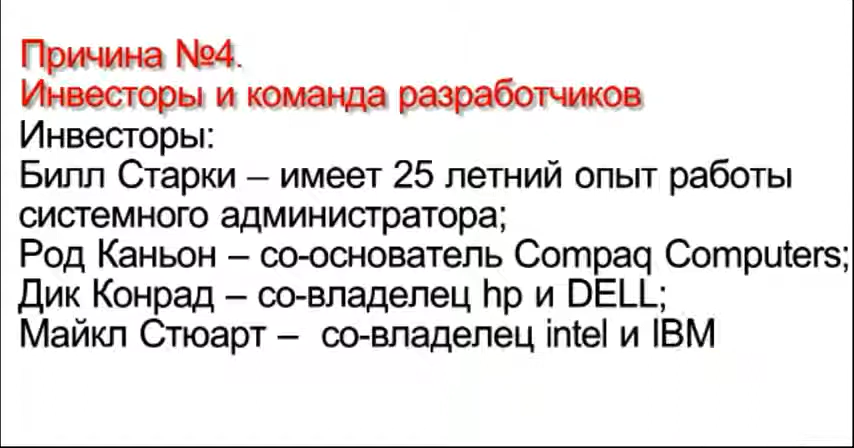 Причина №4.
Инвесторы и команда разработчиков
Инвесторы:
Билл Старки – имеет 25 летний опыт работы
системного администратора;
Род Каньон – со-основатель Compaq Computers;
Дик Конрад – со-владелец hp и DELL;
Майкл Стюарт – со-владелец intel и IBM